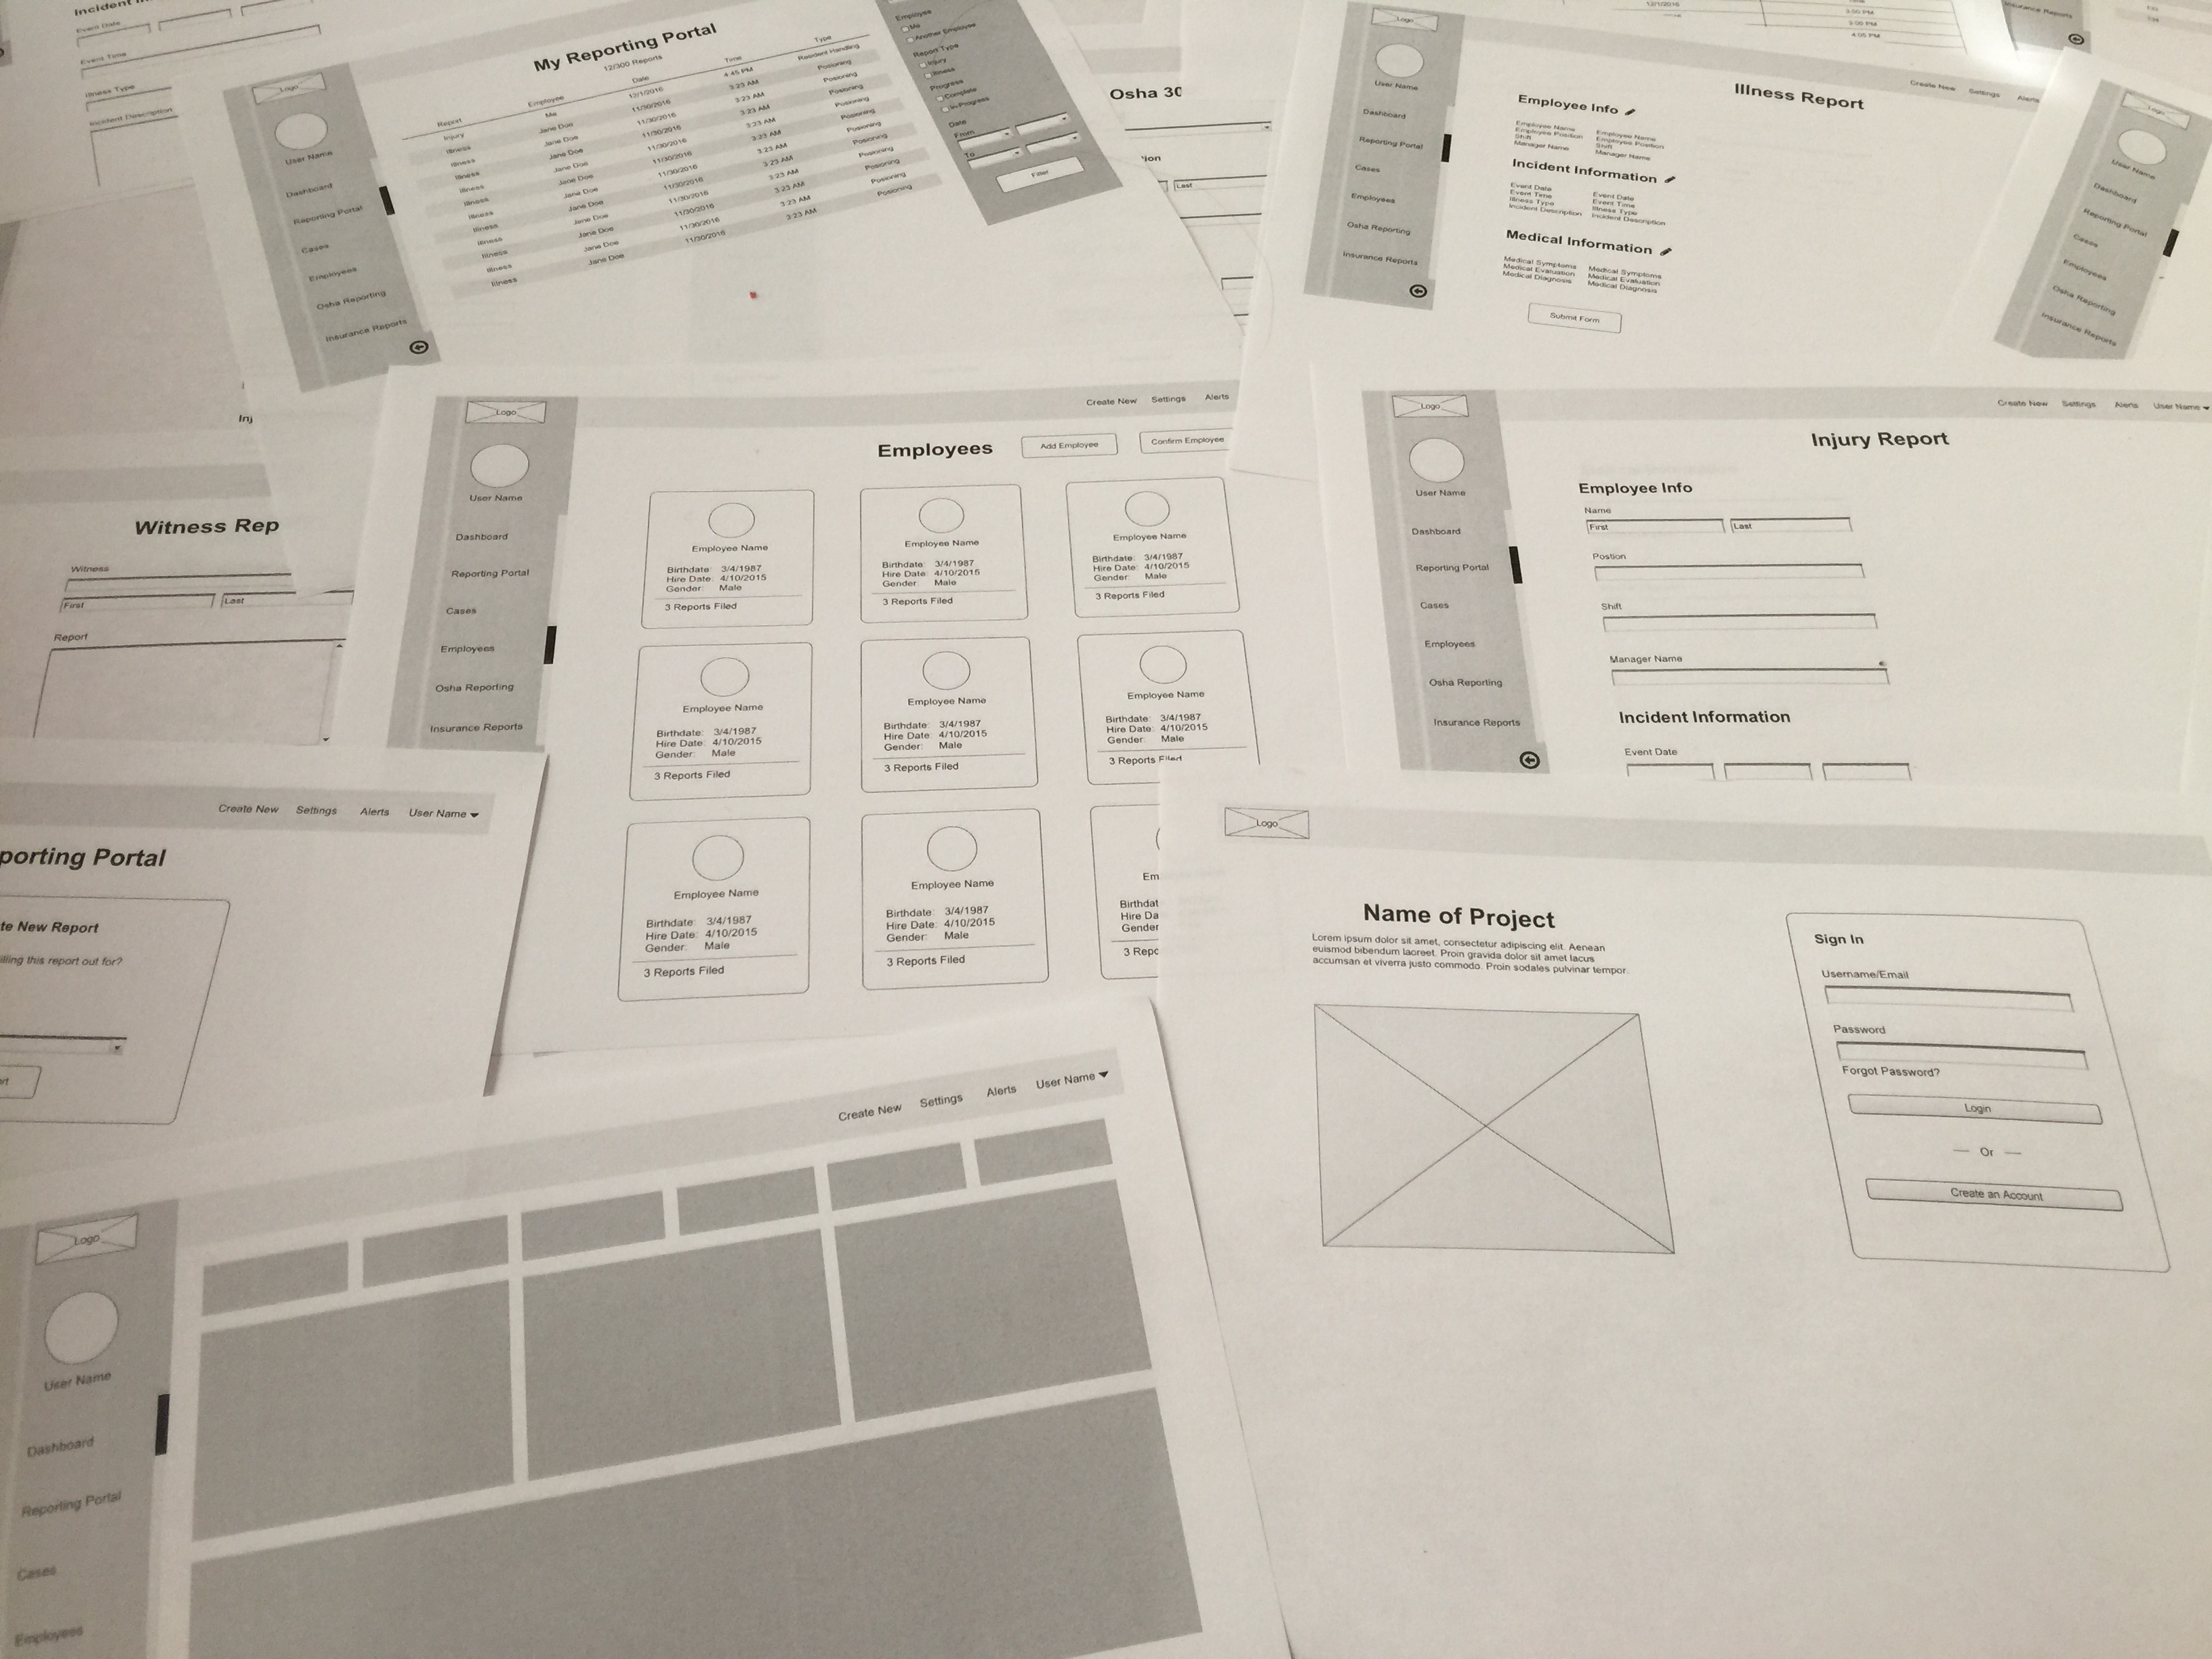 Event Date
Event Time
Illness Type
Incident Description
Logo
User Name
Dashboard
Reporting Portal
Cases
Employees
Osha Reporting
Insurance Reports
My Reporting Portal
12/300 Reports
Report Employee Date Time Type
Injury Me 12/1/2016 4:45 PM Resident Handling
Illness Jane Doe 11/30/2016 3:23 AM Posioning
Illness Jane Doe 11/30/2016 3:23 AM Posioning
Illness Jane Doe 11/30/2016 3:23 AM Posioning
Illness Jane Doe 11/30/2016 3:23 AM Posioning
Illness Jane Doe 11/30/2016 3:23 AM Posioning
Illness Jane Doe 11/30/2016 3:23 AM Posioning
Illness Jane Doe 11/30/2016 3:23 AM Posioning
Illness Jane Doe 11/30/2016 3:23 AM Posioning
Illness Jane Doe 11/30/2016 3:23 AM Posioning
Employee
Me
Another Employee
Report Type
Injury
Illness
Progress
Complete
In-Progress
Date
From
To
Filter
Osha 30
Last
12/1/2016
3:00 PM
4:05 PM
Insurance Reports
Logo
User Name
Dashboard
Reporting Portal
Cases
Employees
Osha Reporting
Insurance Reports
Create New Settings Alerts
Illness Report
Employee Info
Employee Name Employee Name
Employee Position Employee Position
Shift Shift
Manager Name Manager Name
Incident Information
Event Date Event Date
Event Time Event Time
Illness Type Illness Type
Incident Description Incident Description
Medical Information
Medical Symptoms Medical Symptoms
Medical Evaluation Medical Evaluation
Medical Diagnosis Medical Diagnosis
Submit Form
Logo
User Name
Dashboard
Reporting Portal
Cases
Employees
Osha Reporting
Insurance Reports
Inj
Witness Rep
Witness
First Last
Report
Logo
User Name
Dashboard
Reporting Portal
Cases
Employees
Osha Reporting
Insurance Reports
Create New Settings Alerts
Employees
Add Employee Confirm Employee
Employee Name
Birthdate: 3/4/1987
Hire Date: 4/10/2015
Gender: Male
3 Reports Filed
Employee Name
Birthdate: 3/4/1987
Hire Date: 4/10/2015
Gender: Male
3 Reports Filed
Employee Name
Birthdate: 3/4/1987
Hire Date: 4/10/2015
Gender: Male
3 Reports Filed
Employee Name
Birthdate: 3/4/1987
Hire Date: 4/10/2015
Gender: Male
3 Reports Filed
Employee Name
Birthdate: 3/4/1987
Hire Date: 4/10/2015
Gender: Male
3 Reports Filed
Employee Name
Birthdate: 3/4/1987
Hire Date: 4/10/2015
Gender: Male
3 Reports Filed
Employee Name
Birthdate: 3/4/1987
Hire Date: 4/10/2015
Gender: Male
3 Reports Filed
Employee Name
Birthdate: 3/4/1987
Hire Date: 4/10/2015
Gender: Male
3 Reports Filed
Em
Birthdat
Hire Da
Gender
3 Repo
Logo
User Name
Dashboard
Reporting Portal
Cases
Employees
Osha Reporting
Insurance Reports
Create New Settings Alerts User Name
Injury Report
Employee Info
Name
First Last
Postion
Shift
Manager Name
Incident Information
Event Date
Create New Settings Alerts User Name
porting Portal
te New Report
illing this report out for?
Logo
Name of Project
Lorem ipsum dolor sit amet, consectetur adipiscing elit. Aenean
euismod bibendum laoreet. Proin gravida dolor sit amet lacus
accumsan et viverra justo commodo. Proin sodales pulvinar tempor.
Sign In
Username/Email
Password
Forgot Password?
Login
Or
Create an Account
Create New Settings Alerts User Name
Logo
User Name
Dashboard
Reporting Portal
Cases
Employees